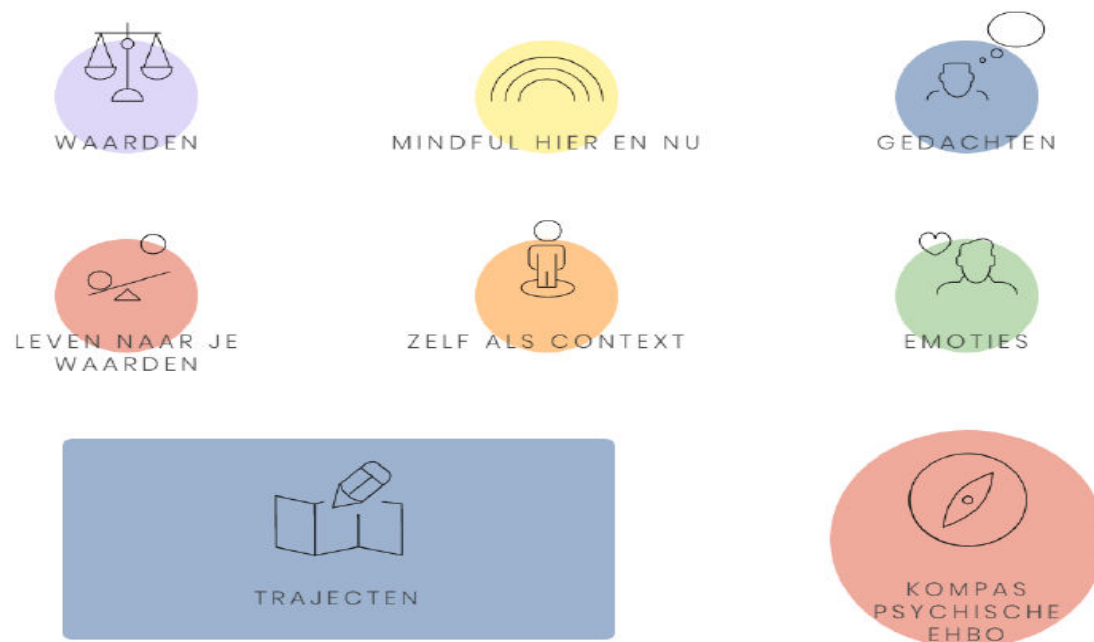 WAARDEN
MINDFUL HIER EN NU
GEDACHTEN
LEVEN NAAR JE
WAARDEN
ZELF ALS CONTEXT
EMOTIES
TRAJECTEN
KOMPAS
PSYCHISCHE
EHBO